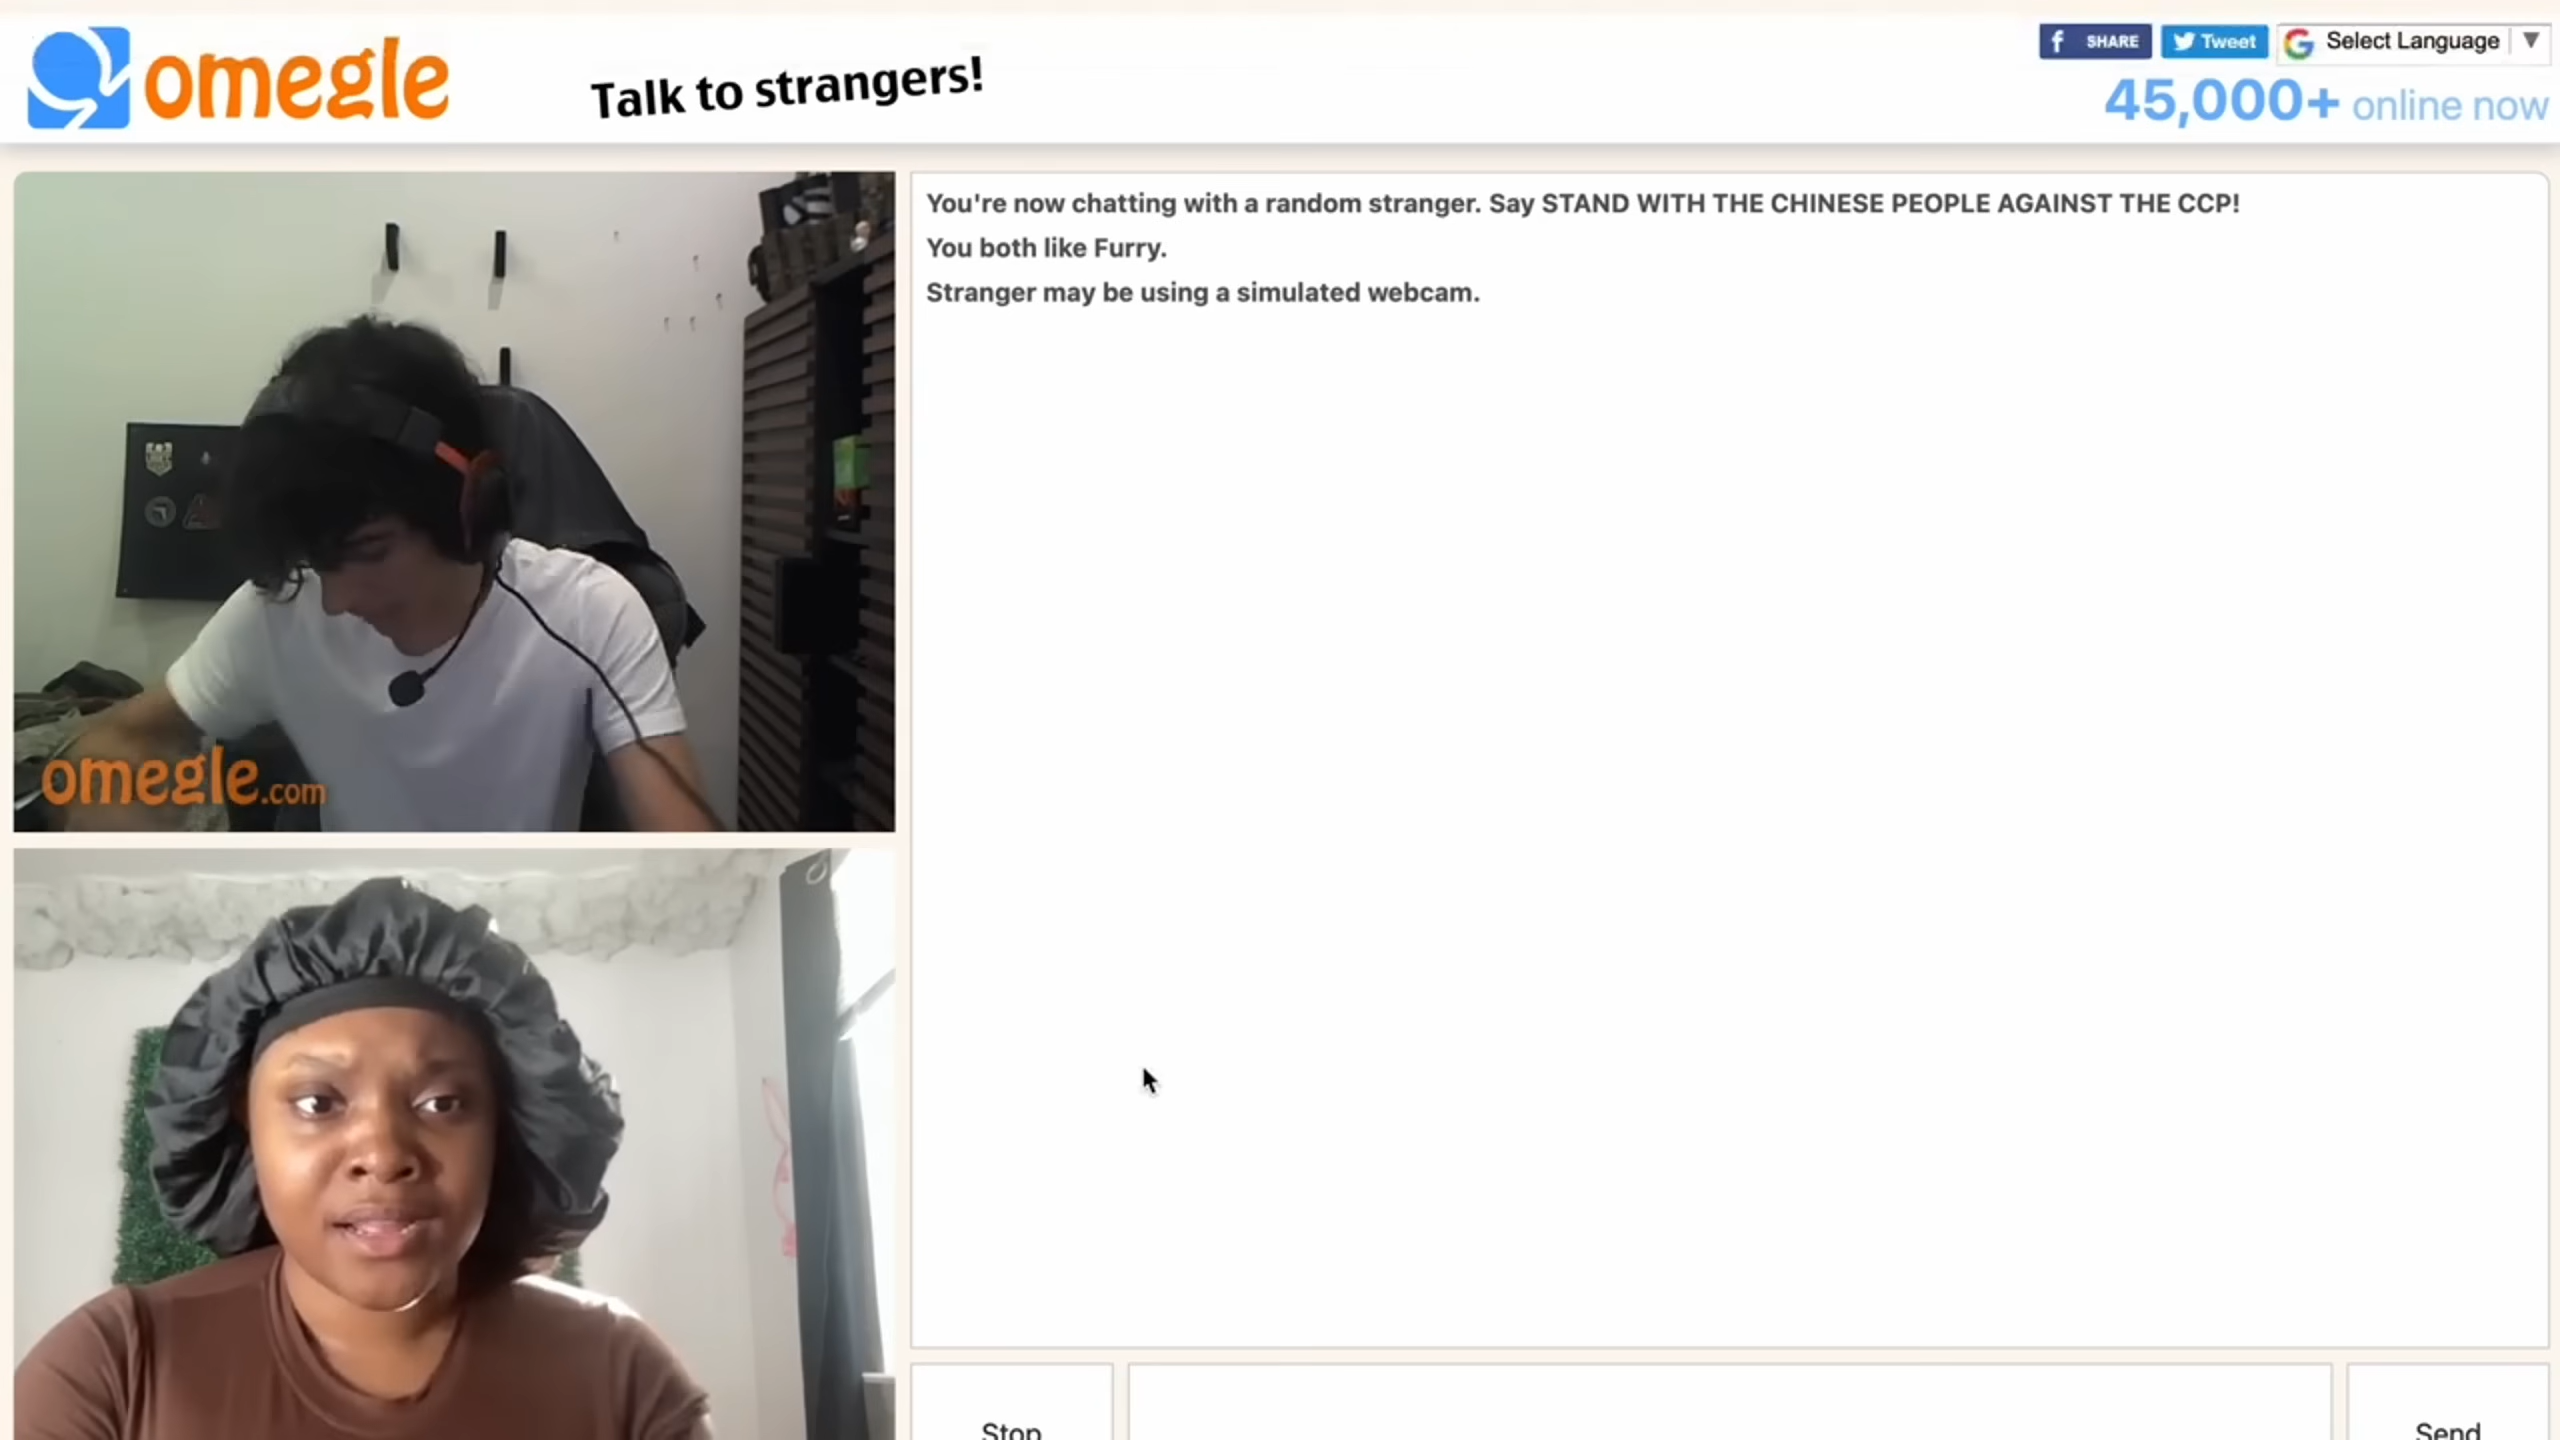 omegle
Talk to strangers!
f SHARE
Tweet
G Select Language ▼
45,000+ online now
You're now chatting with a random stranger. Say STAND WITH THE CHINESE PEOPLE AGAINST THE CCP!
You both like Furry.
Stranger may be using a simulated webcam.
omegle.com
Stop
Send